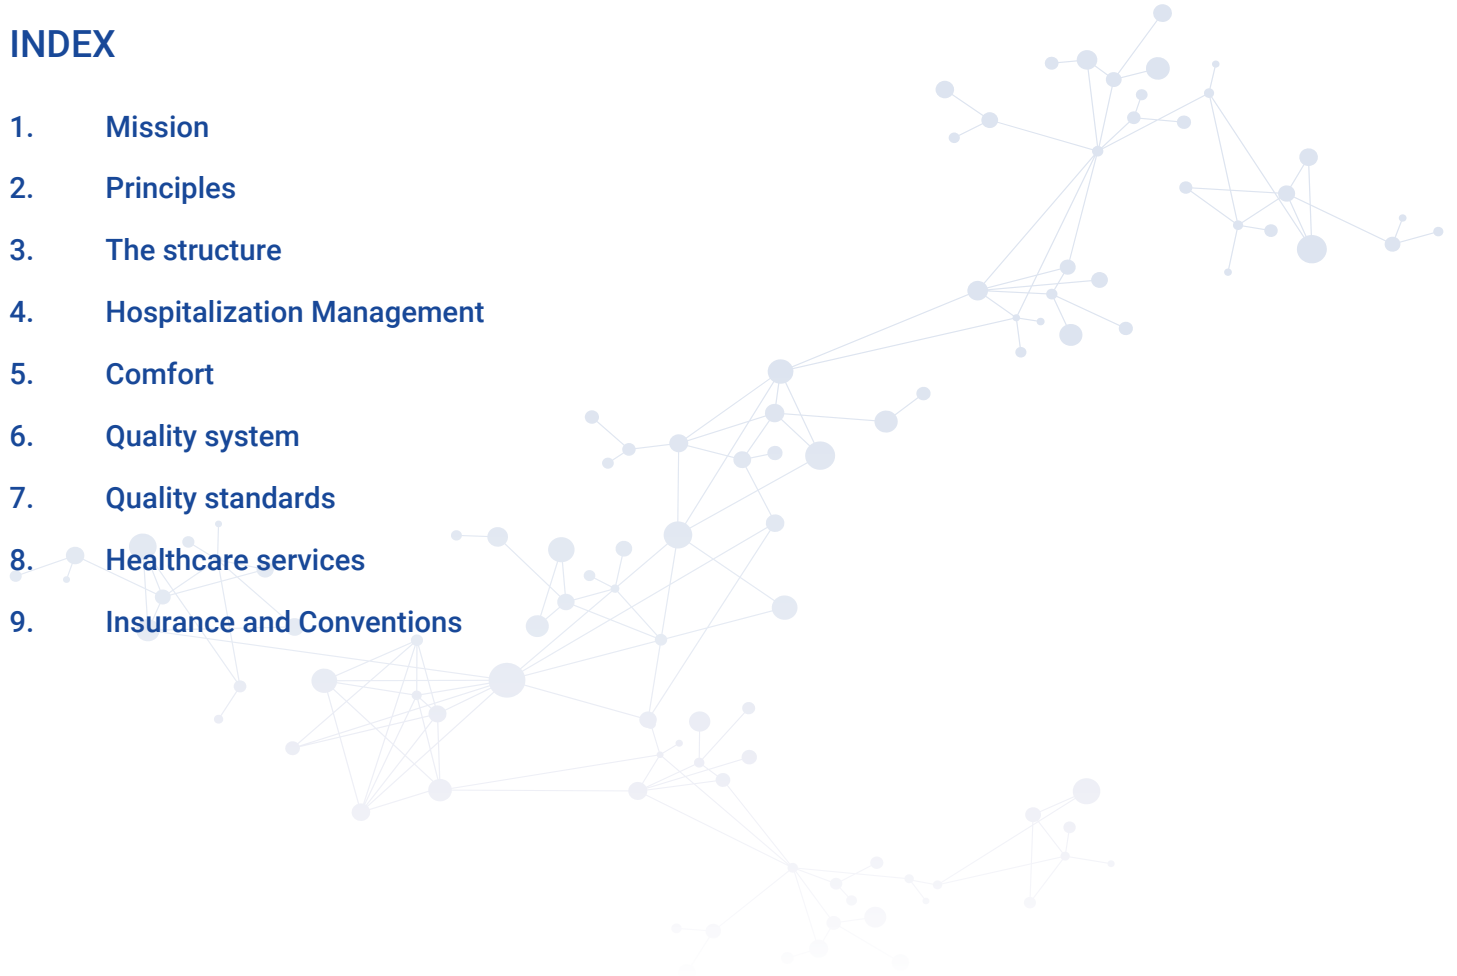 INDEX
1. Mission
2. Principles
3. The structure
4. Hospitalization Management
5. Comfort
6. Quality system
7. Quality standards
8. Healthcare services
9. Insurance and Conventions